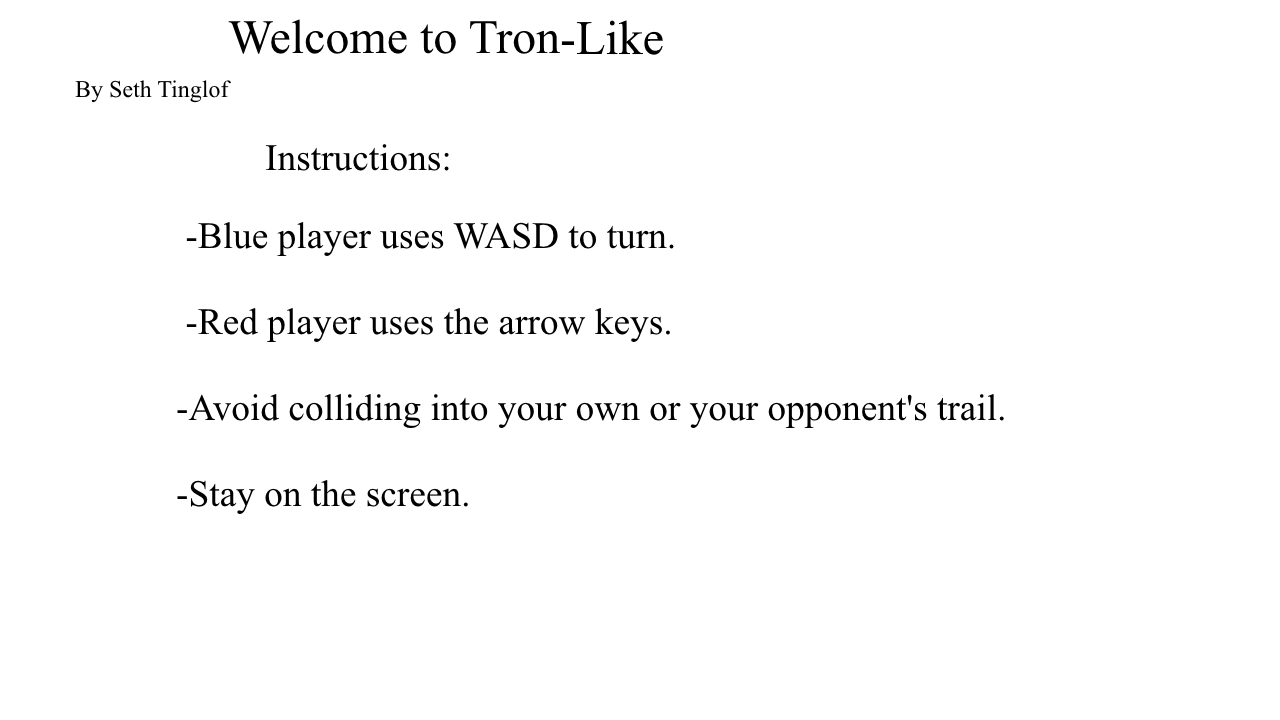 Welcome to Tron-Like
By Seth Tinglof
Instructions:
-Blue player uses WASD to turn.
-Red player uses the arrow keys.
-Avoid colliding into your own or your opponent's trail.
-Stay on the screen.